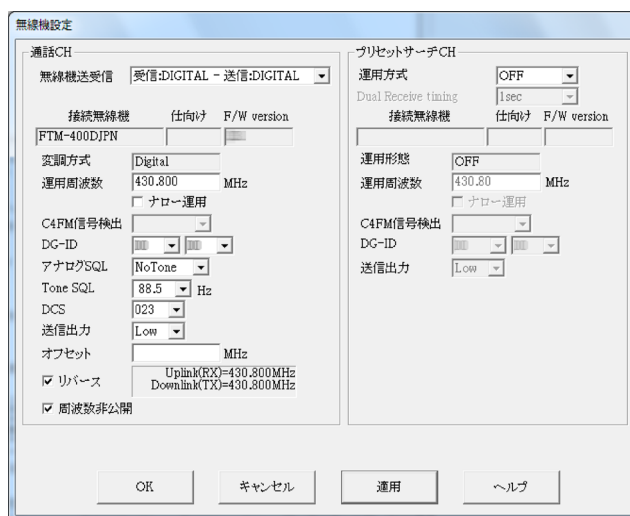 無線機設定
通話CH
無線機送受信 受信:DIGITAL - 送信:DIGITAL
接続無線機 仕向け F/W version
FTM-400DJPN
変調方式 Digital
運用周波数 430.800 MHz
ナロー運用
C4FM信号検出
DG-ID
アナログSQL NoTone
Tone SQL 88.5 Hz
DCS 023
送信出力 Low
オフセット MHz
リバース Uplink(RX)=430.800MHz
Downlink(TX)=430.800MHz
周波数非公開
プリセットサーチCH
運用方式 OFF
Dual Receive timing 1sec
接続無線機 仕向け F/W version
運用形態 OFF
運用周波数 430.80 MHz
ナロー運用
C4FM信号検出
DG-ID
送信出力 Low
OK キャンセル 適用 ヘルプ